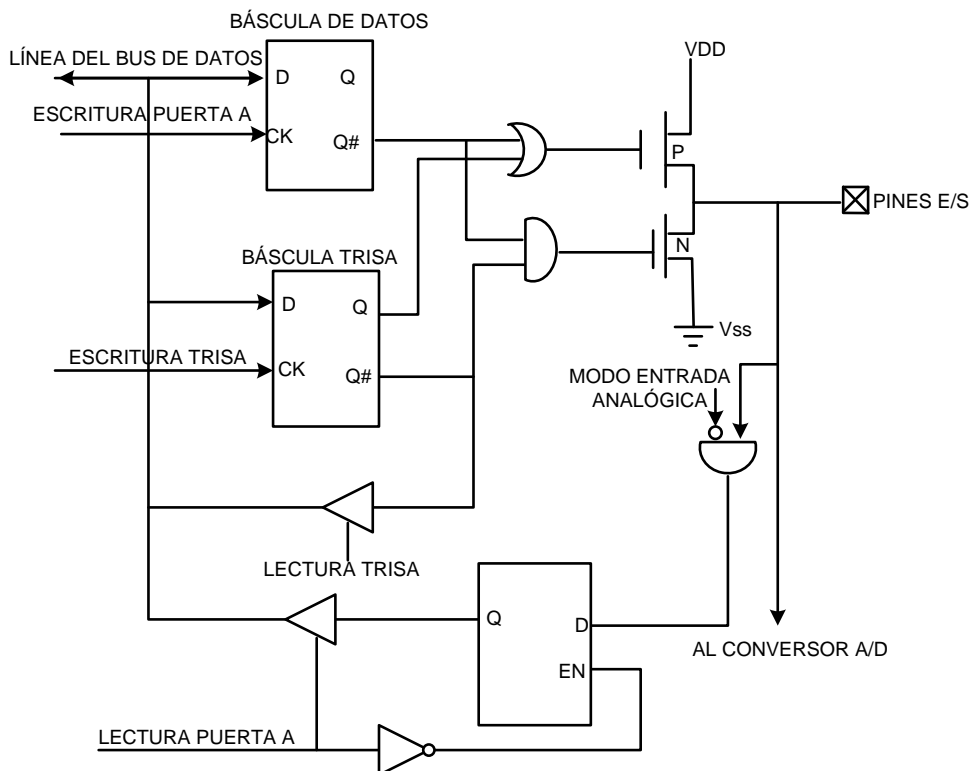 BÁSCULA DE DATOS
LÍNEA DEL BUS DE DATOS
D
Q
VDD
ESCRITURA PUERTA A
CK
Q#
P
PINES E/S
BÁSCULA TRISA
N
D
Q
Vss
ESCRITURA TRISA
CK
Q#
MODO ENTRADA
ANALÓGICA
LECTURA TRISA
Q
D
AL CONVERSOR A/D
EN
LECTURA PUERTA A